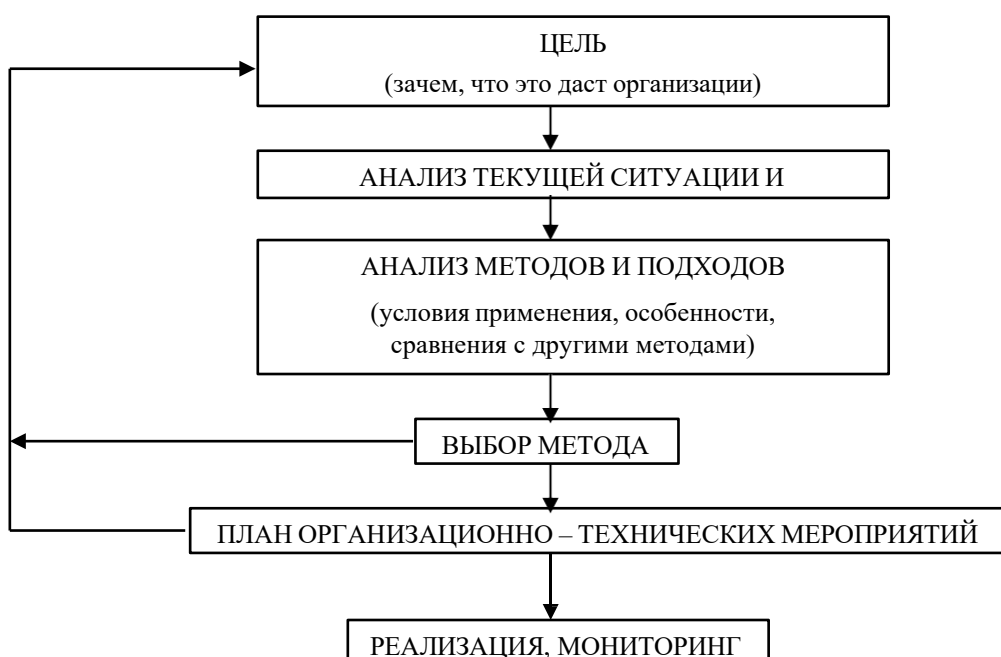 ЦЕЛЬ
(зачем, что это даст организации)
АНАЛИЗ ТЕКУЩЕЙ СИТУАЦИИ И
АНАЛИЗ МЕТОДОВ И ПОДХОДОВ
(условия применения, особенности,
сравнения с другими методами)
ВЫБОР МЕТОДА
ПЛАН ОРГАНИЗАЦИОННО – ТЕХНИЧЕСКИХ МЕРОПРИЯТИЙ
РЕАЛИЗАЦИЯ, МОНИТОРИНГ